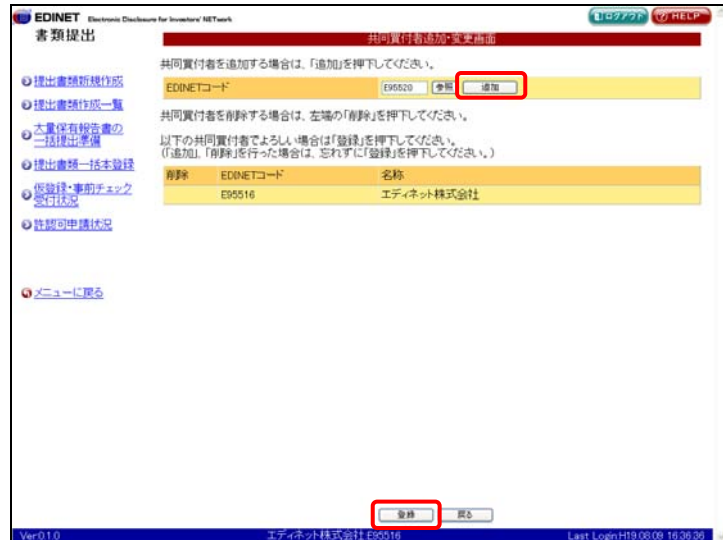 EDINET Electronic Disclosure for Investors' NETwork
ログアウト HELP
書類提出
共同買付者追加・変更画面
共同買付者を追加する場合は、「追加」を押下してください。
EDINETコード E95520 参照 追加
共同買付者を削除する場合は、左端の「削除」を押下してください。
以下の共同買付者でよろしい場合は「登録」を押下してください。
(「追加」、「削除」を行った場合は、忘れずに「登録」を押下してください。)
削除 EDINETコード 名称
E95516 エディネット株式会社
提出書類新規作成
提出書類作成一覧
大量保有報告書の
一括提出準備
提出書類一括本登録
仮登録・事前チェック
受付状況
許認可申請状況
メニューに戻る
登録 戻る
Ver0.1.0 エディネット株式会社 E95516 Last Login:H19.08.09 16:36:36